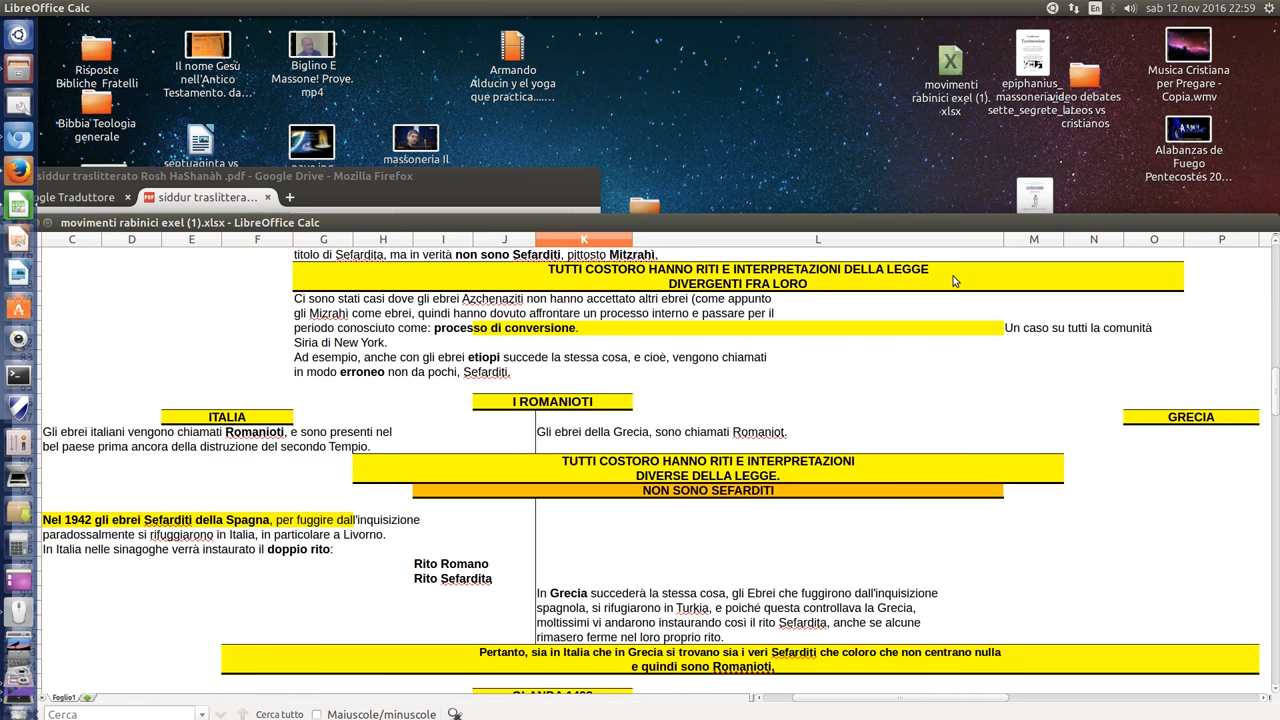 LibreOffice Calc
En
sab 12 nov 2016 22:59
Risposte
Bibliche_Fratelli
Il nome Gesù
nell'Antico
Testamento. da...
Biglino E
Massone! Prove.
mp4
Armando
Alducin y el yoga
que practica.......
movimenti
rabinici exel (1).
xlsx
epiphanius_
massoneria_e_
sette_segrete_la
video debates
ateos vs
cristianos
Musica Cristiana
per Pregare
Copia.wmv
Bibbia Teologia
generale
septuaginta vs
massoneria Il
Alabanzas de
Fuego
Pentecostés 20...
siddur traslitterato Rosh HaShanàh .pdf - Google Drive - Mozilla Firefox
gle Traduttore × siddur traslittera... × +
movimenti rabinici exel (1).xlsx - LibreOffice Calc
C D E F G H I J K L M N O P
titolo di Sefardita, ma in verità non sono Sefarditi, pittosto Mitzrahì.
TUTTI COSTORO HANNO RITI E INTERPRETAZIONI DELLA LEGGE
DIVERGENTI FRA LORO
Ci sono stati casi dove gli ebrei Azchenaziti non hanno accettato altri ebrei (come appunto
gli Mizrahì come ebrei, quindi hanno dovuto affrontare un processo interno e passare per il
periodo conosciuto come: processo di conversione. Un caso su tutti la comunità
Siria di New York.
Ad esempio, anche con gli ebrei etiopi succede la stessa cosa, e cioè, vengono chiamati
in modo erroneo non da pochi, Sefarditi,
I ROMANIOTI
ITALIA
GRECIA
Gli ebrei italiani vengono chiamati Romanioti, e sono presenti nel
bel paese prima ancora della distruzione del secondo Tempio.
Gli ebrei della Grecia, sono chiamati Romaniot.
TUTTI COSTORO HANNO RITI E INTERPRETAZIONI
DIVERSE DELLA LEGGE.
NON SONO SEFARDITI
Nel 1942 gli ebrei Sefarditi della Spagna, per fuggire dall'inquisizione
paradossalmente si rifuggiarono in Italia, in particolare a Livorno.
In Italia nelle sinagoghe verrà instaurato il doppio rito:
Rito Romano
Rito Sefardita
In Grecia succederà la stessa cosa, gli Ebrei che fuggirono dall'inquisizione
spagnola, si rifugiarono in Turkia, e poiché questa controllava la Grecia,
moltissimi vi andarono instaurando così il rito Sefardita, anche se alcune
rimasero ferme nel loro proprio rito.
Pertanto, sia in Italia che in Grecia si trovano sia i veri Sefarditi che coloro che non centrano nulla
e quindi sono Romanioti,
OLANDA 1492
Foglio1
Cerca
Cerca tutto
Maiuscole/minuscole